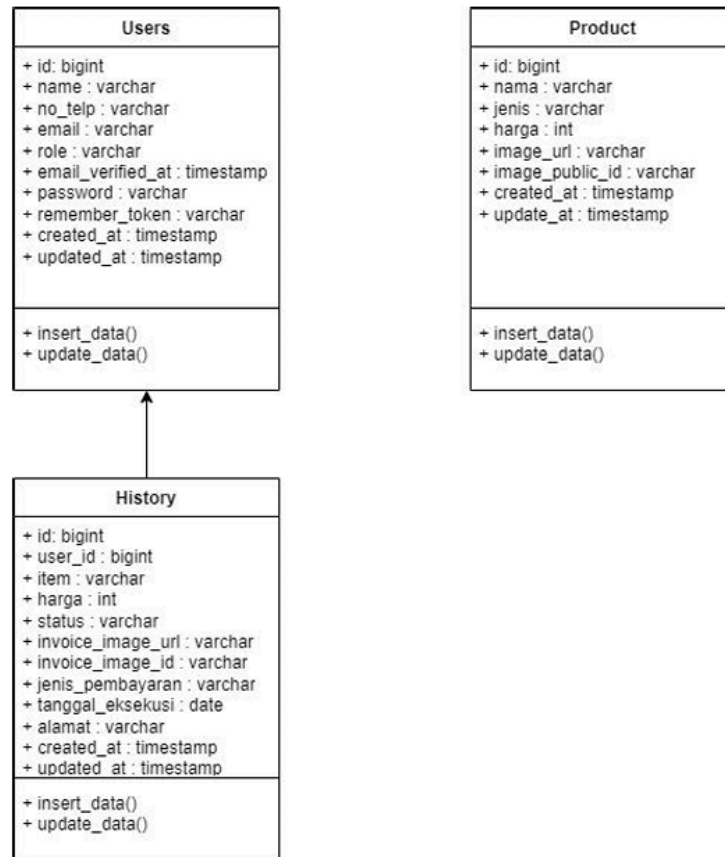 Users
+ id: bigint
+ name : varchar
+ no_telp : varchar
+ email : varchar
+ role : varchar
+ email_verified_at : timestamp
+ password : varchar
+ remember_token : varchar
+ created_at : timestamp
+ updated_at : timestamp
+ insert_data()
+ update_data()
Product
+ id: bigint
+ nama : varchar
+ jenis : varchar
+ harga : int
+ image_url : varchar
+ image_public_id : varchar
+ created_at : timestamp
+ update_at : timestamp
+ insert_data()
+ update_data()
History
+ id: bigint
+ user_id : bigint
+ item : varchar
+ harga : int
+ status : varchar
+ invoice_image_url : varchar
+ invoice_image_id : varchar
+ jenis_pembayaran : varchar
+ tanggal_eksekusi : date
+ alamat : varchar
+ created_at : timestamp
+ updated_at : timestamp
+ insert_data()
+ update_data()